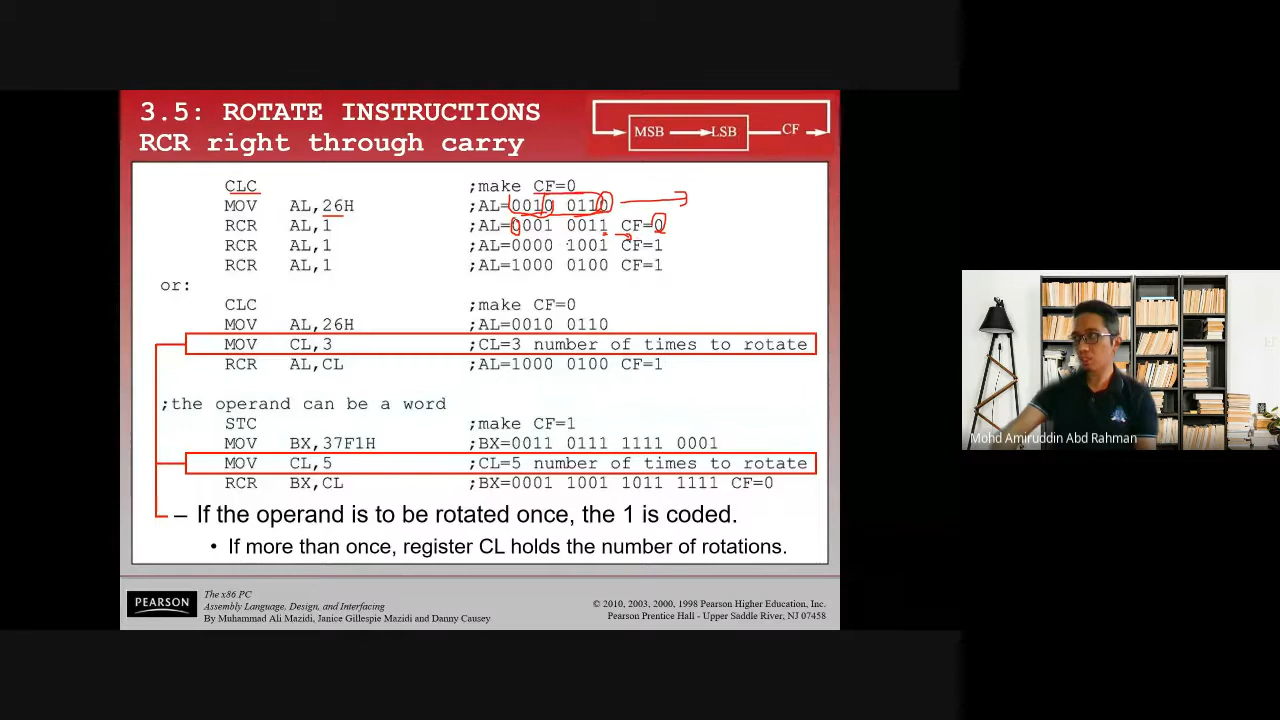 3.5: ROTATE INSTRUCTIONS
RCR right through carry
MSB LSB CF
CLC ;make CF=0
MOV AL,26H ;AL=0010 0110
RCR AL,1 ;AL=0001 0011 CF=0
RCR AL,1 ;AL=0000 1001 CF=1
RCR AL,1 ;AL=1000 0100 CF=1
or:
CLC ;make CF=0
MOV AL,26H ;AL=0010 0110
MOV CL,3 ;CL=3 number of times to rotate
RCR AL,CL ;AL=1000 0100 CF=1
;the operand can be a word
STC ;make CF=1
MOV BX,37F1H ;BX=0011 0111 1111 0001
MOV CL,5 ;CL=5 number of times to rotate
RCR BX,CL ;BX=0001 1001 1011 1111 CF=0
– If the operand is to be rotated once, the 1 is coded.
• If more than once, register CL holds the number of rotations.
PEARSON
The x86 PC
Assembly Language, Design, and Interfacing
By Muhammad Ali Mazidi, Janice Gillespie Mazidi and Danny Causey
© 2010, 2003, 2000, 1998 Pearson Higher Education, Inc.
Pearson Prentice Hall - Upper Saddle River, NJ 07458
Mohd Amiruddin Abd Rahman